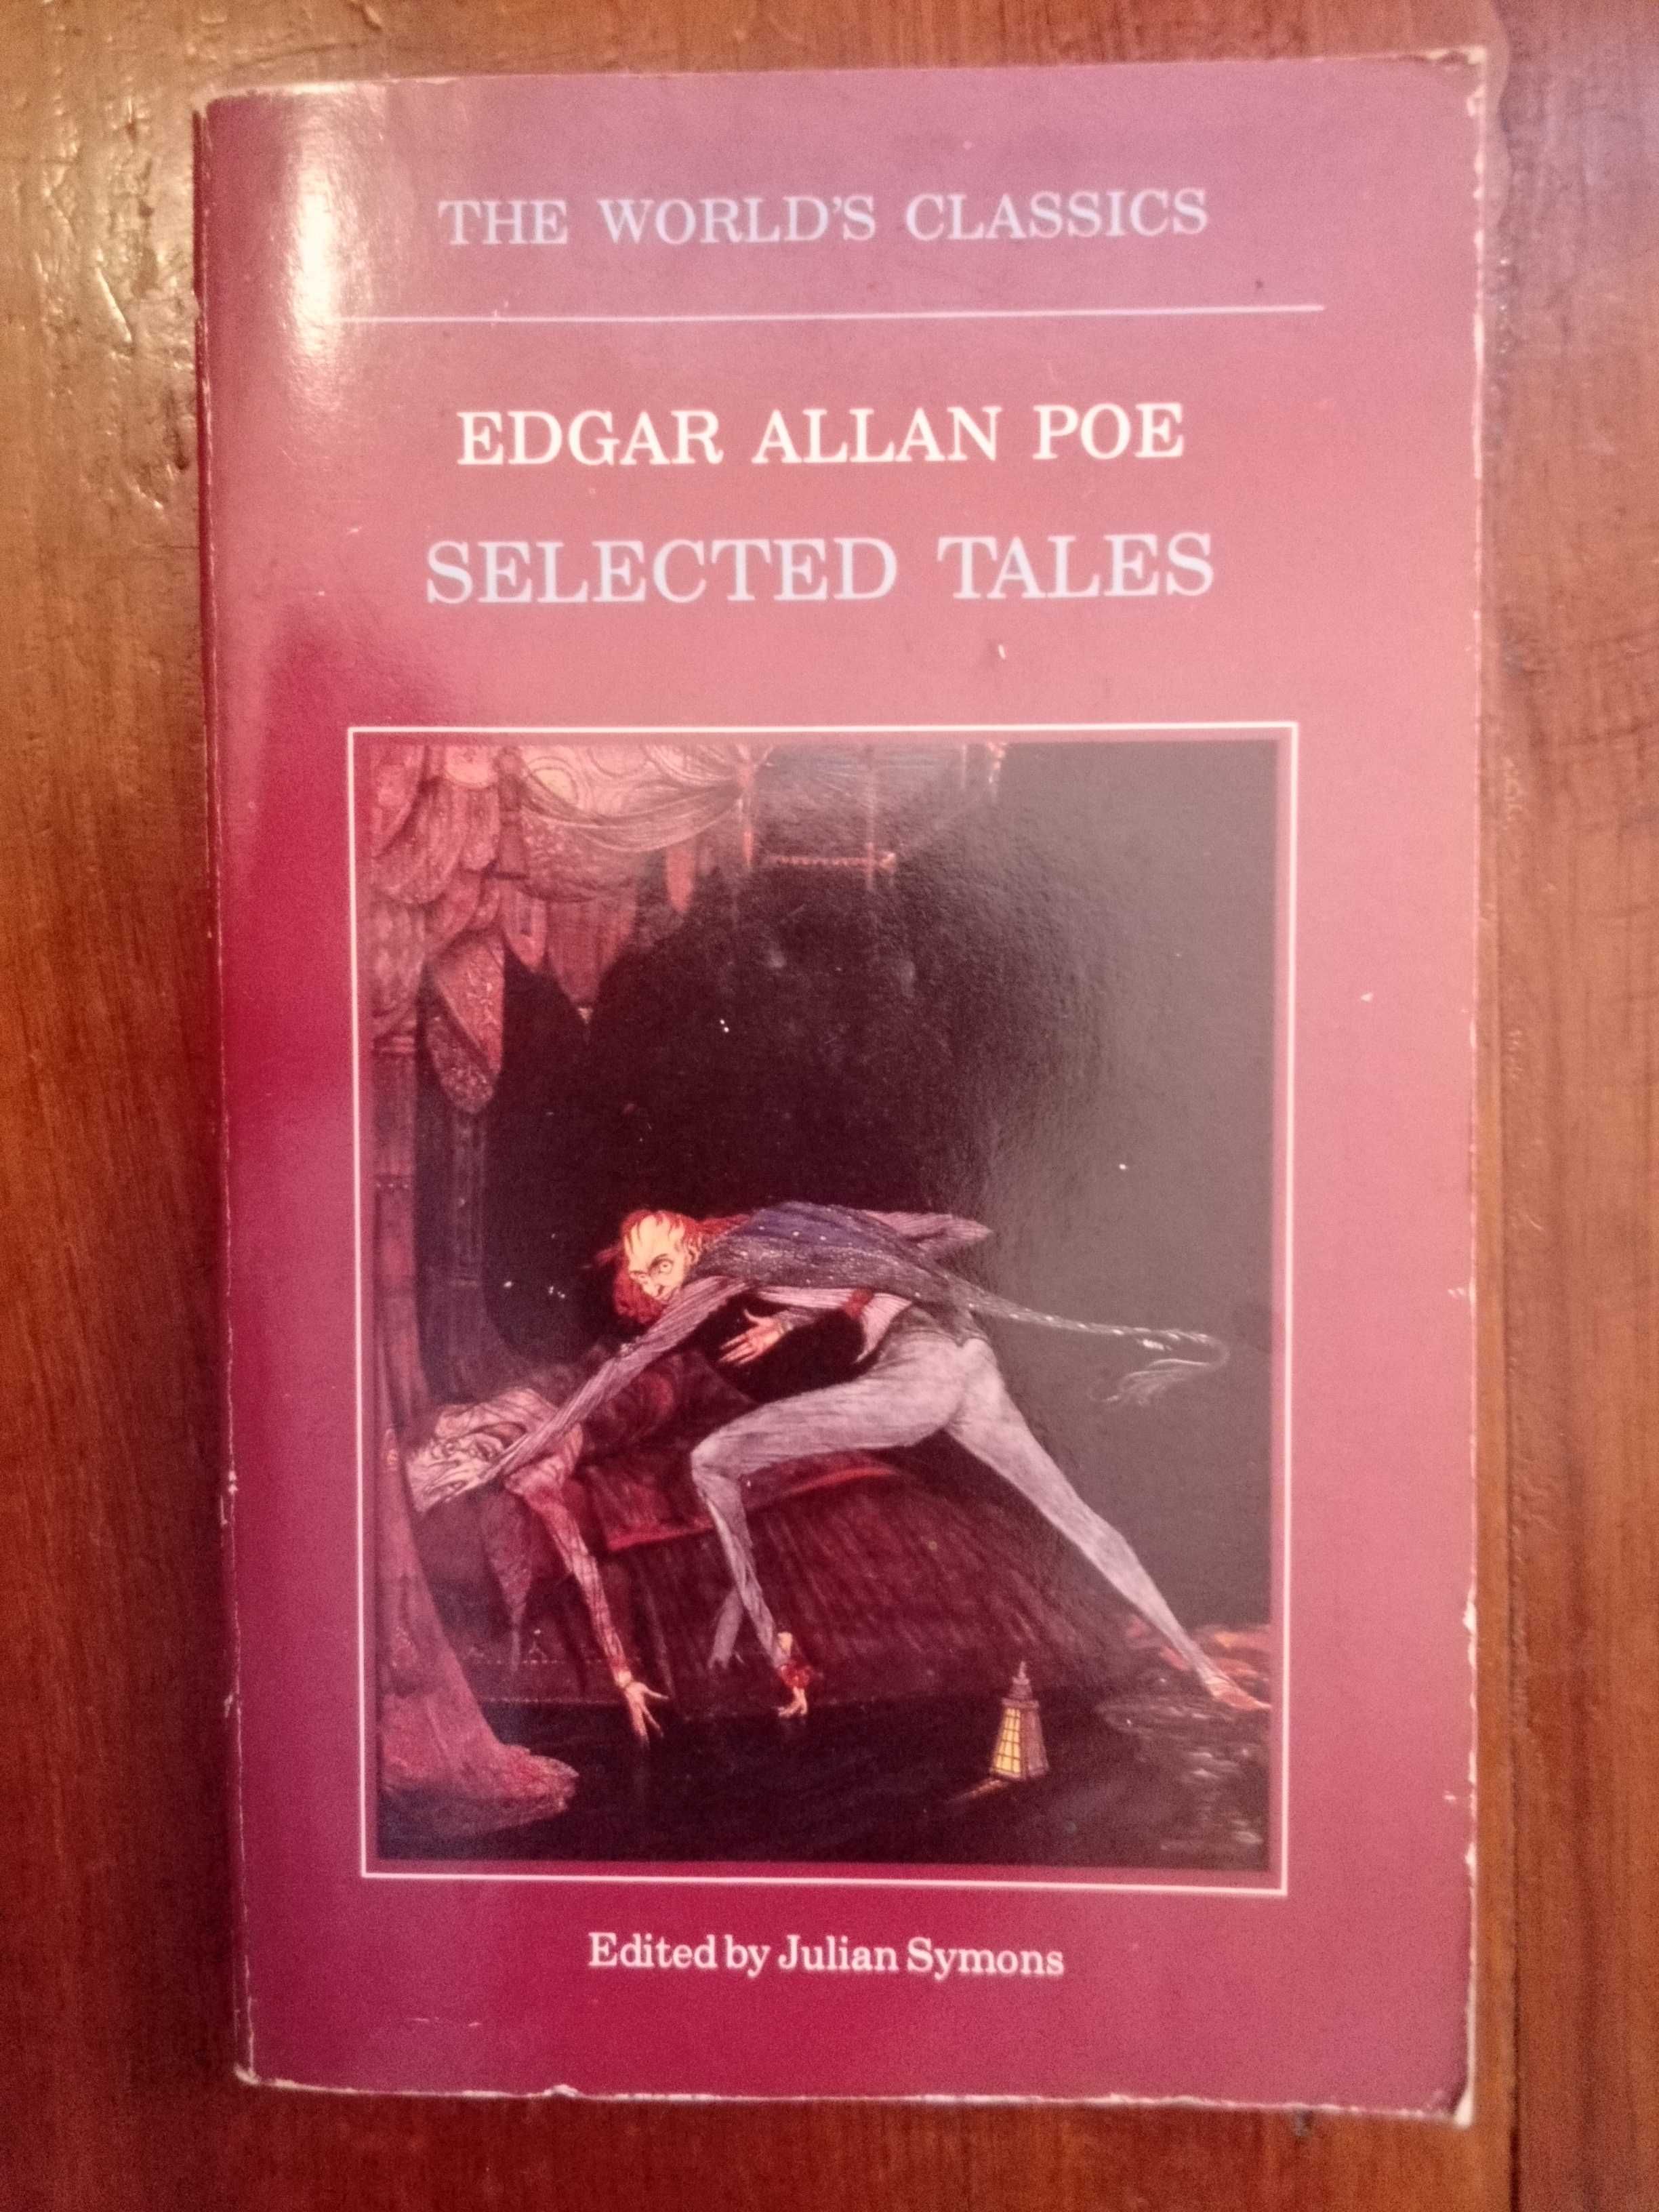 THE WORLD'S CLASSICS
EDGAR ALLAN POE
SELECTED TALES
Edited by Julian Symons